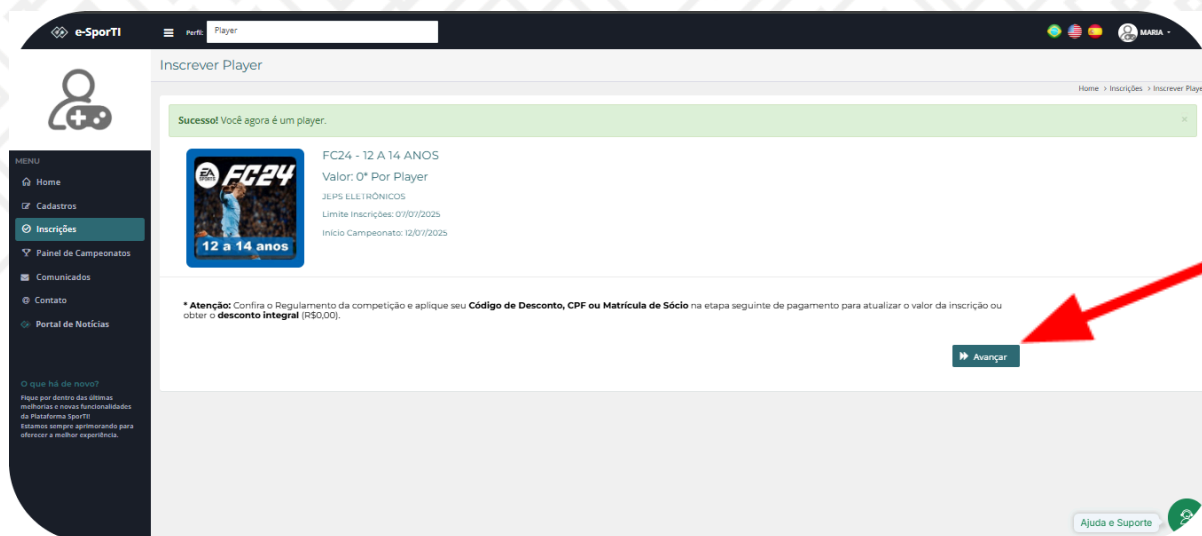 e-SporTI
Perfil: Player
MARIA
Inscrever Player
Home > Inscrições > Inscrever Playe
Sucesso! Você agora é um player.
×
MENU
Home
Cadastros
Inscrições
Painel de Campeonatos
Comunicados
Contato
Portal de Notícias
O que há de novo?
Fique por dentro das últimas
melhorias e novas funcionalidades
da Plataforma SporTI!
Estamos sempre aprimorando para
oferecer a melhor experiência.
EA SPORTS FC24
12 a 14 anos
FC24 - 12 A 14 ANOS
Valor: 0* Por Player
JEPS ELETRÔNICOS
Limite Inscrições: 07/07/2025
Início Campeonato: 12/07/2025
* Atenção: Confira o Regulamento da competição e aplique seu Código de Desconto, CPF ou Matrícula de Sócio na etapa seguinte de pagamento para atualizar o valor da inscrição ou
obter o desconto integral (R$0,00).
Avançar
Ajuda e Suporte